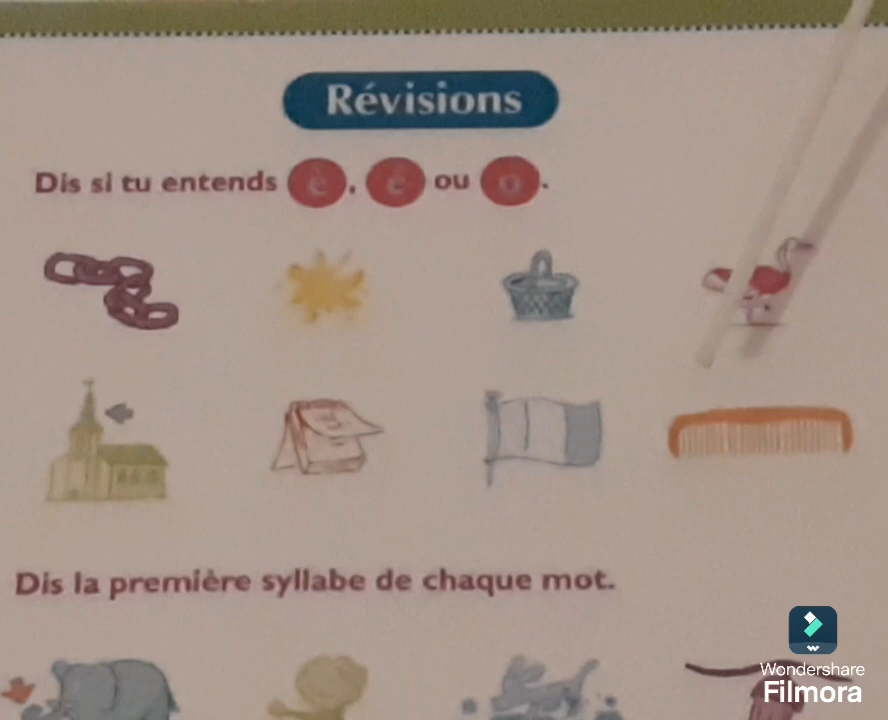 Révisions
Dis si tu entends è, e ou o.
Dis la première syllabe de chaque mot.
Wondershare
Filmora